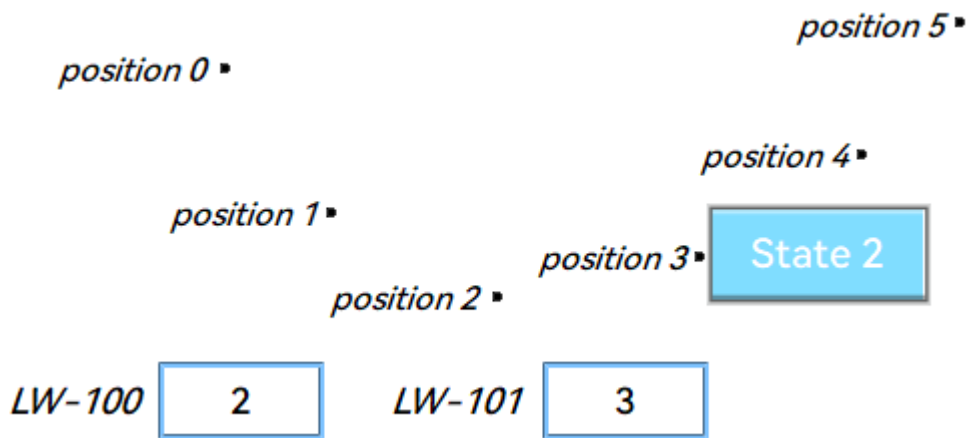 position 5
position 0
position 4
position 1
position 3
State 2
position 2
LW-100
2
LW-101
3